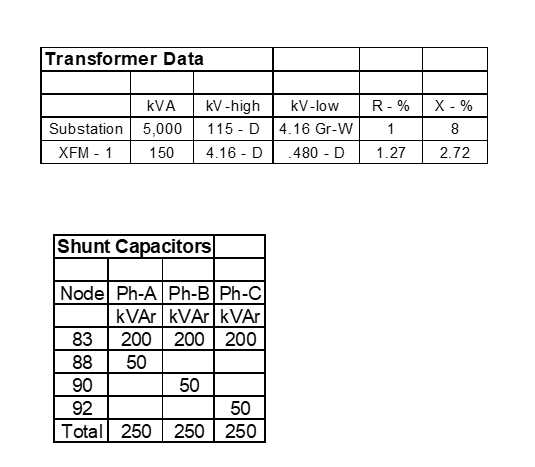 Transformer Data
kVA kV-high kV-low R - % X - %
Substation 5,000 115 - D 4.16 Gr-W 1 8
XFM - 1 150 4.16 - D .480 - D 1.27 2.72
Shunt Capacitors
Node Ph-A Ph-B Ph-C
kVAr kVAr kVAr
83 200 200 200
88 50
90 50
92 50
Total 250 250 250